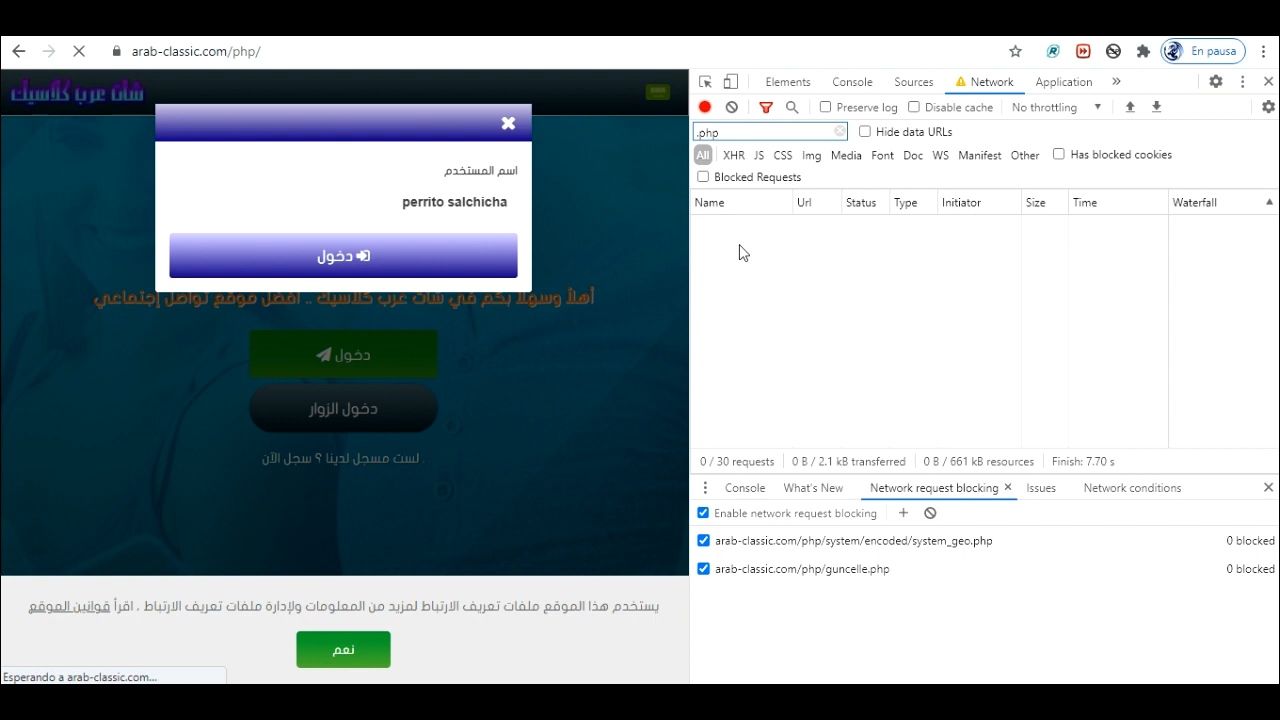 arab-classic.com/php/
En pausa
شات عرب كلاسيك
اسم المستخدم
perrito salchicha
دخول
أهلاً وسهلاً بكم في شات عرب كلاسيك .. افضل موقع تواصل إجتماعي
دخول
دخول الزوار
لست مسجل لدينا ؟ سجل الآن .
يستخدم هذا الموقع ملفات تعريف الارتباط لمزيد من المعلومات ولإدارة ملفات تعريف الارتباط . اقرأ قوانين الموقع
نعم
Esperando a arab-classic.com...
Elements Console Sources Network Application
Preserve log Disable cache No throttling
.php Hide data URLs
All XHR JS CSS Img Media Font Doc WS Manifest Other Has blocked cookies
Blocked Requests
Name Url Status Type Initiator Size Time Waterfall
0 / 30 requests 0 B / 2.1 kB transferred 0 B / 661 kB resources Finish: 7.70 s
Console What's New Network request blocking Issues Network conditions
Enable network request blocking
arab-classic.com/php/system/encoded/system_geo.php 0 blocked
arab-classic.com/php/guncelle.php 0 blocked